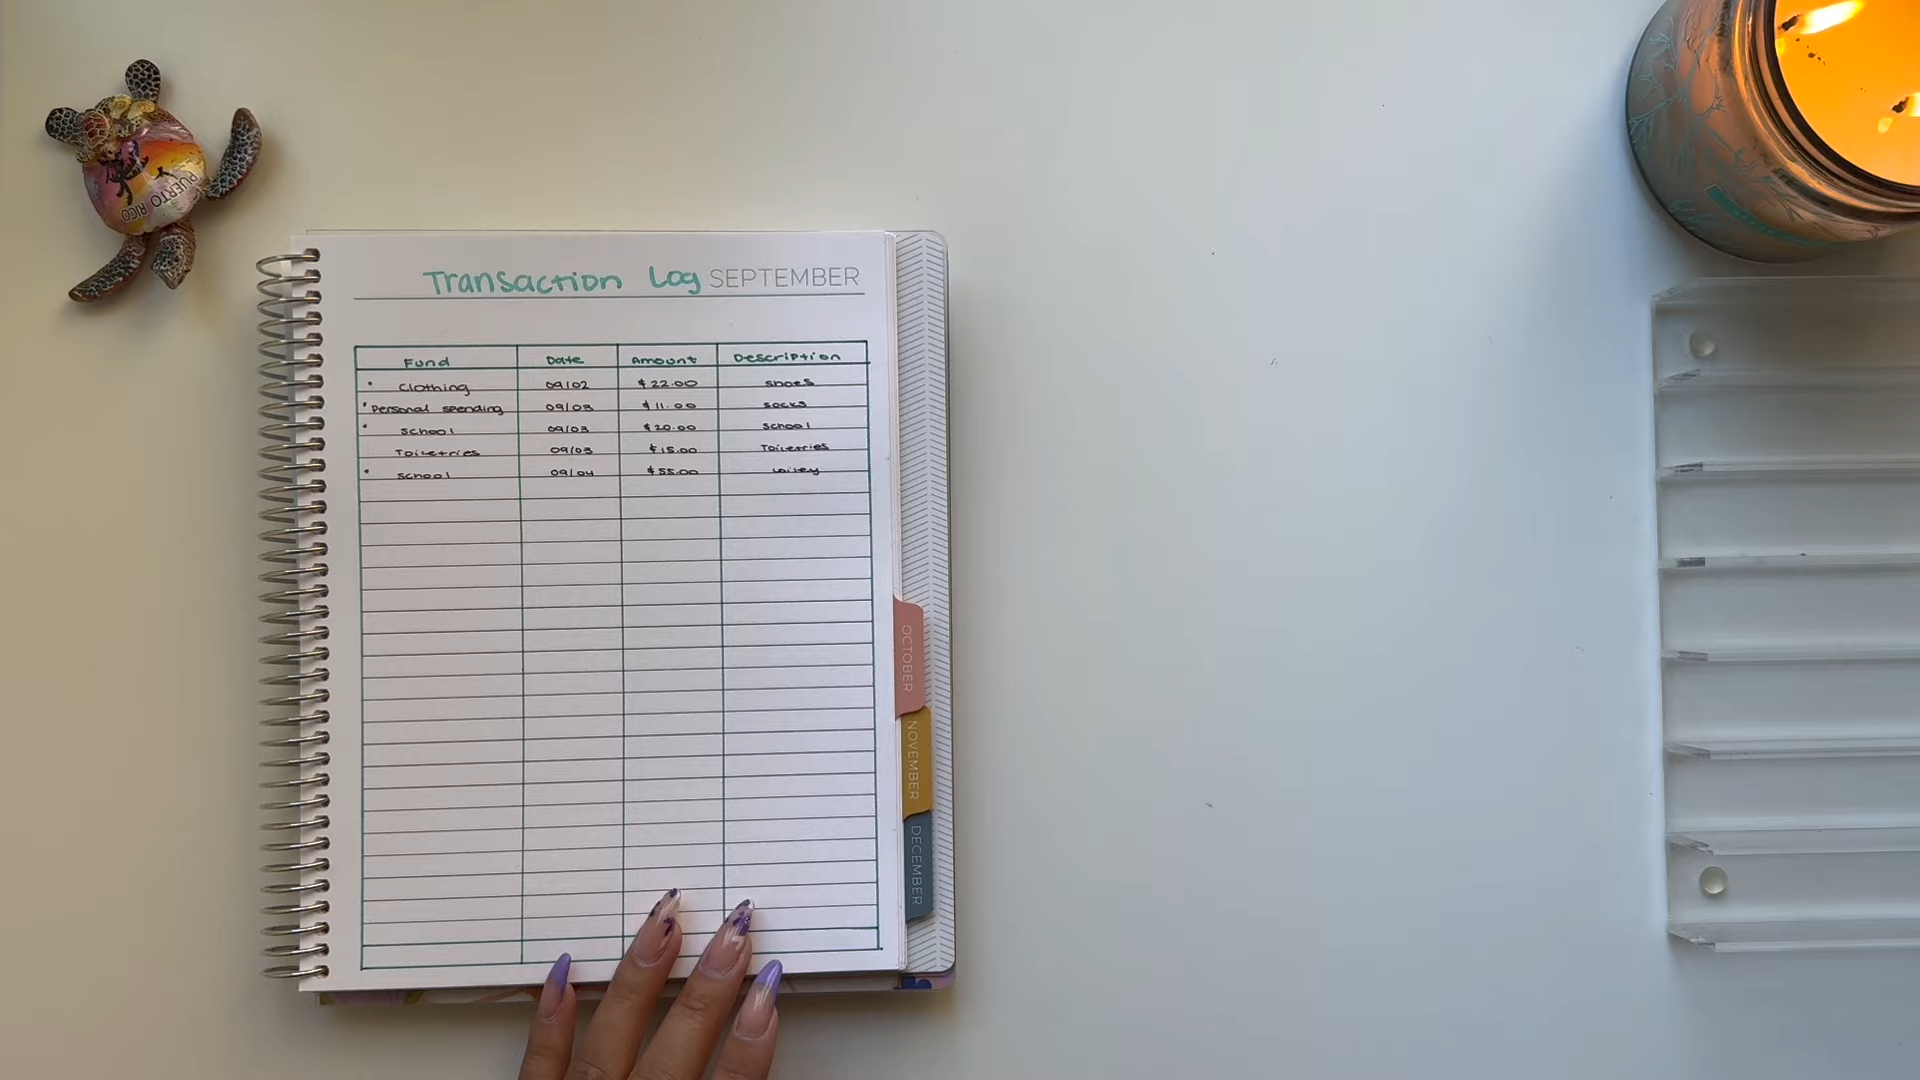 PUERTO RICO
Transaction Log SEPTEMBER
Fund Date Amount Description
• Clothing 09/02 $22.00 shoes
• Personal spending 09/03 $11.00 socks
• school 09/03 $20.00 school
Toiletries 09/03 $15.00 Toiletries
• school 09/04 $55.00 wiley
OCTOBER
NOVEMBER
DECEMBER